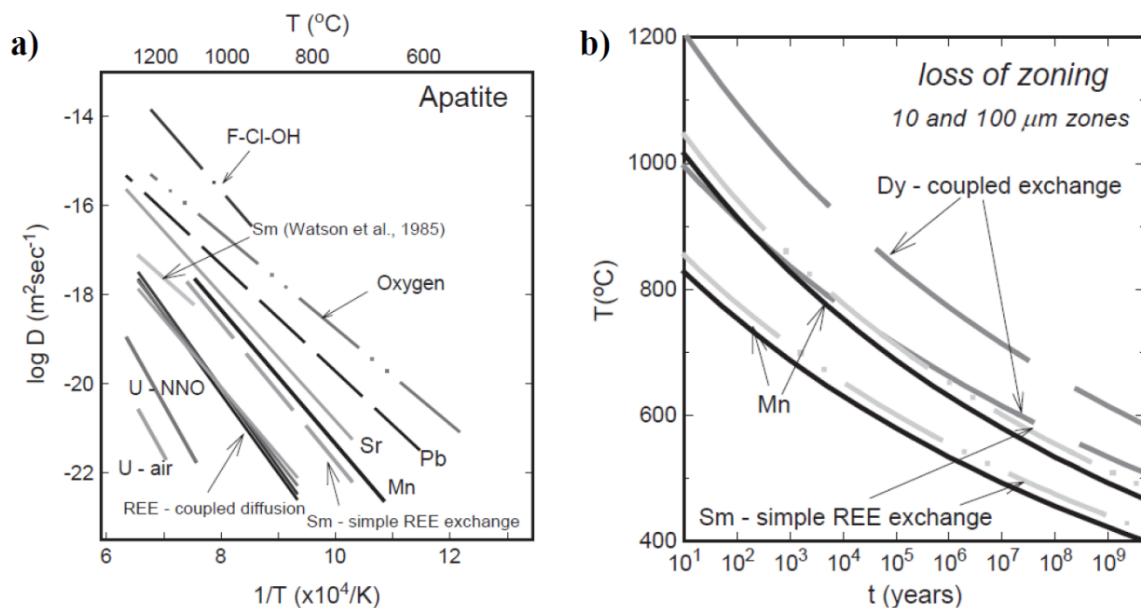 a)
T (°C)
1200 1000 800 600
Apatite
-14
-16
-18
-20
-22
log D (m²sec⁻¹)
F-Cl-OH
Sm (Watson et al., 1985)
Oxygen
U - NNO
U - air
Sr
Pb
Mn
REE - coupled diffusion
Sm - simple REE exchange
6 8 10 12
1/T (x10⁴/K)
b)
1200
1000
800
600
400
T(°C)
loss of zoning
10 and 100 μm zones
Dy - coupled exchange
Mn
Sm - simple REE exchange
10¹ 10² 10³ 10⁴ 10⁵ 10⁶ 10⁷ 10⁸ 10⁹
t (years)